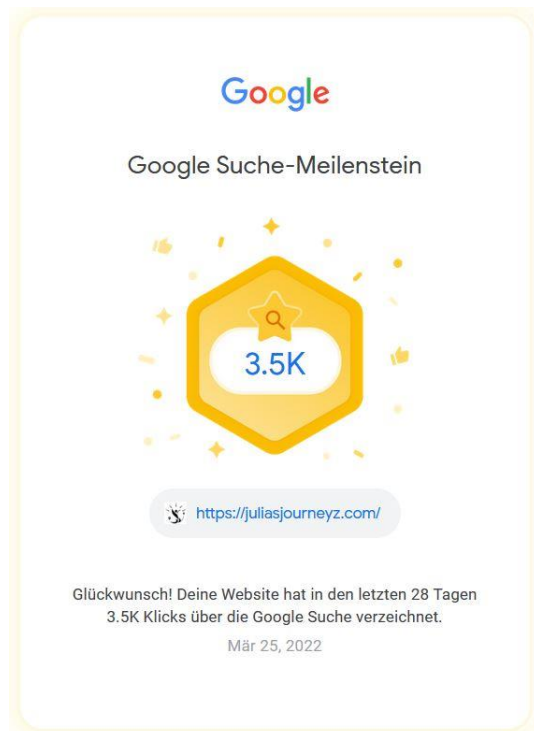 Google
Google Suche-Meilenstein
3.5K
https://juliasjourneyz.com/
Glückwunsch! Deine Website hat in den letzten 28 Tagen
3.5K Klicks über die Google Suche verzeichnet.
Mär 25, 2022